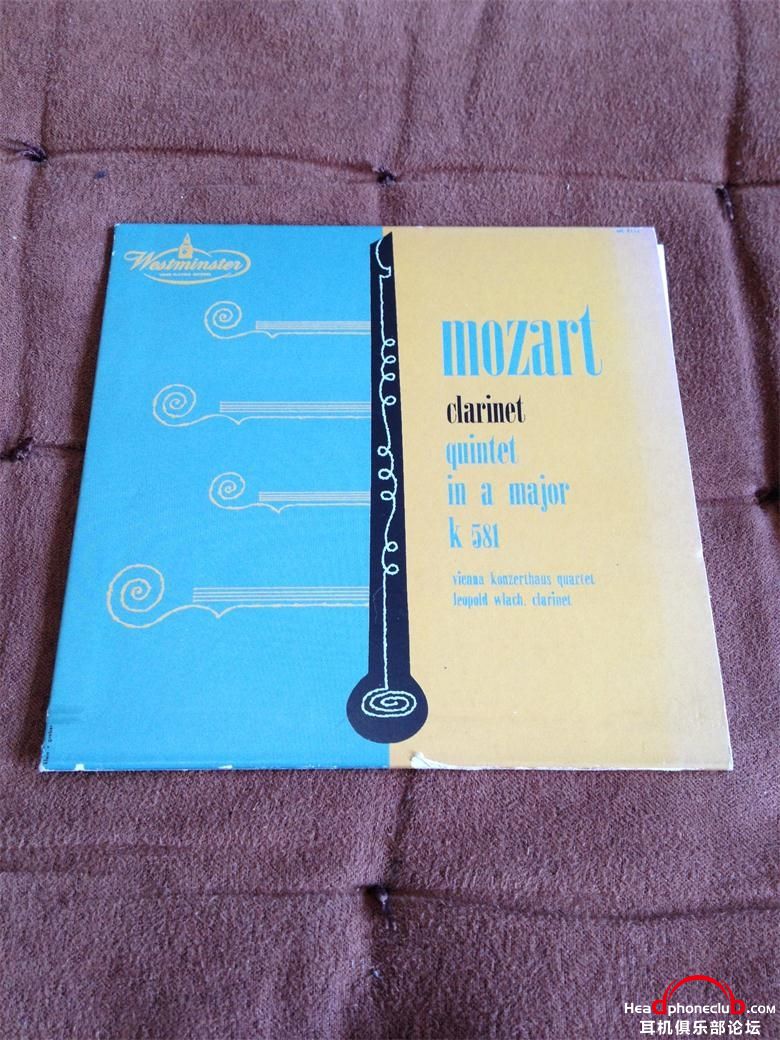 Westminster
mozart
clarinet
quintet
in a major
k 581
vienna konzerthaus quartet
leopold wlach, clarinet
Headphoneclub.com
耳机俱乐部论坛